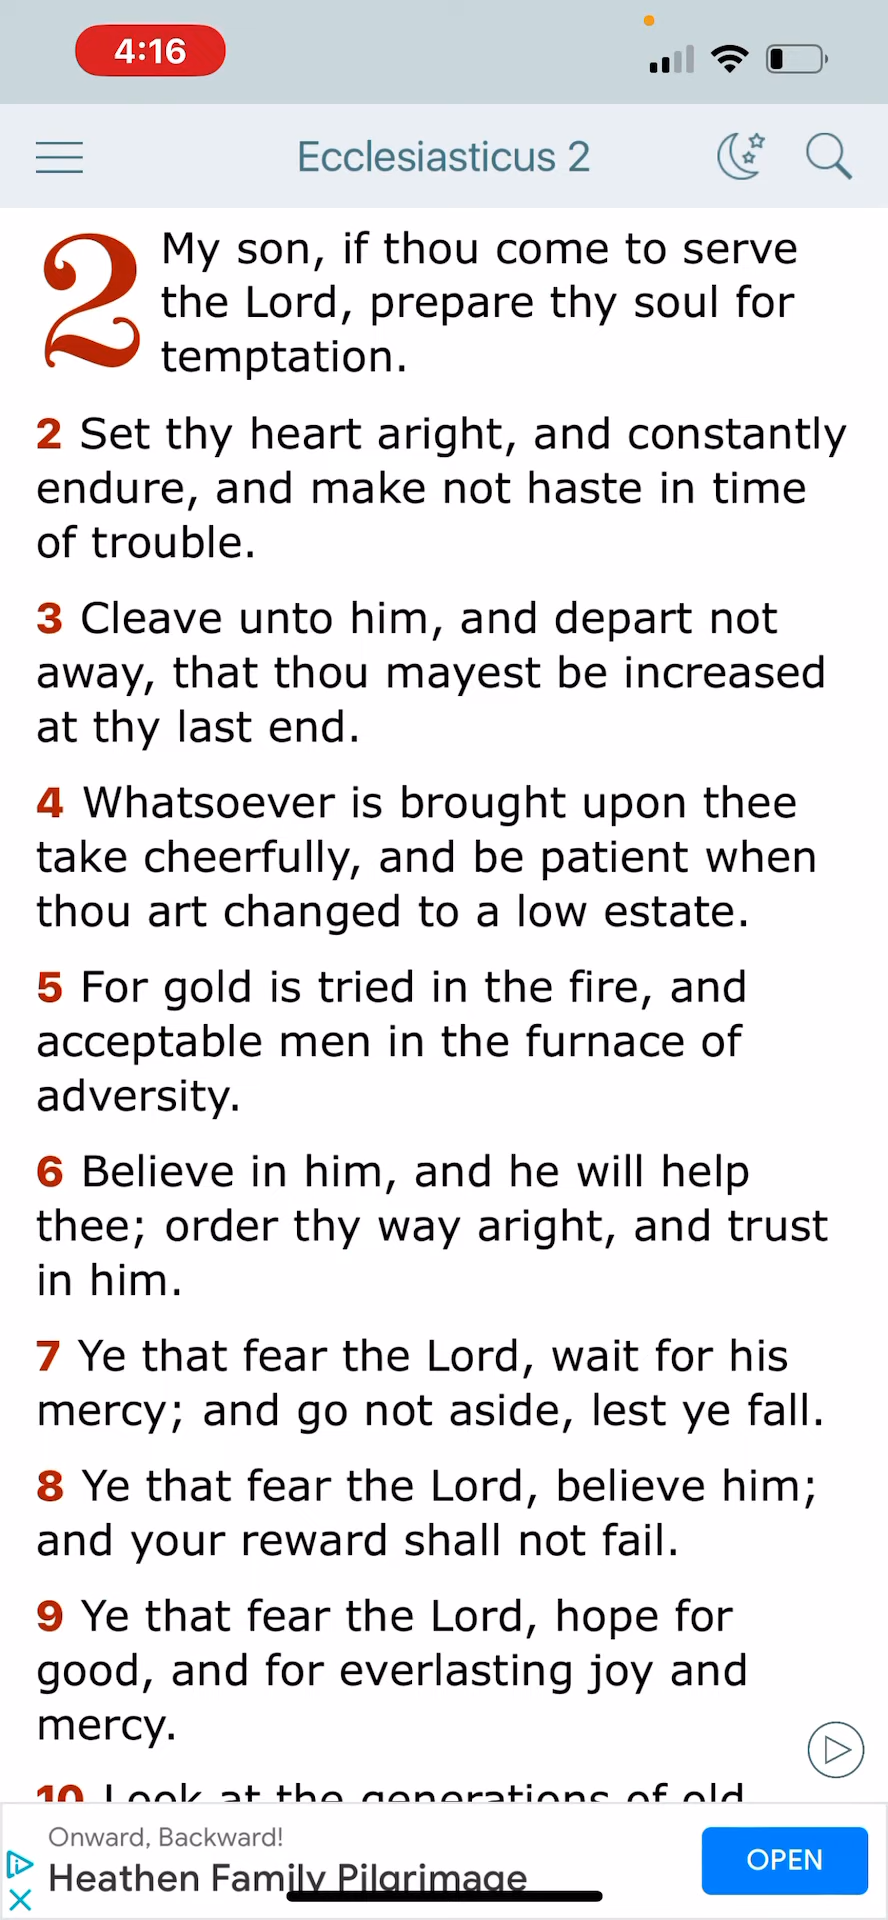 4:16
Ecclesiasticus 2
2 My son, if thou come to serve
the Lord, prepare thy soul for
temptation.
2 Set thy heart aright, and constantly
endure, and make not haste in time
of trouble.
3 Cleave unto him, and depart not
away, that thou mayest be increased
at thy last end.
4 Whatsoever is brought upon thee
take cheerfully, and be patient when
thou art changed to a low estate.
5 For gold is tried in the fire, and
acceptable men in the furnace of
adversity.
6 Believe in him, and he will help
thee; order thy way aright, and trust
in him.
7 Ye that fear the Lord, wait for his
mercy; and go not aside, lest ye fall.
8 Ye that fear the Lord, believe him;
and your reward shall not fail.
9 Ye that fear the Lord, hope for
good, and for everlasting joy and
mercy.
10 Look at the generations of old
Onward, Backward!
Heathen Family Pilgrimage
OPEN